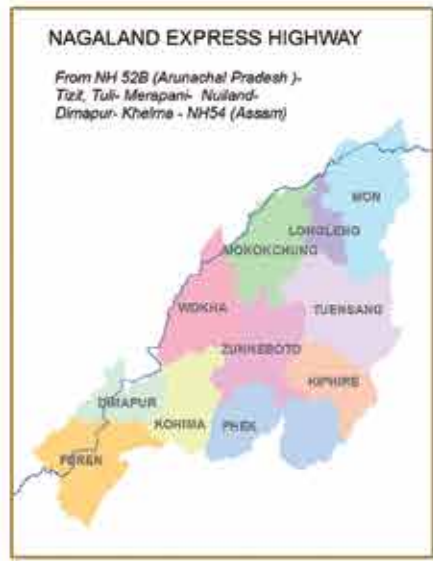 NAGALAND EXPRESS HIGHWAY
From NH 52B (Arunachal Pradesh )-
Tizit, Tuli- Merapani- Nuiland-
Dimapur- Khelma - NH54 (Assam)
MON
LONGLENG
MOKOKCHUNG
WOKHA
TUENSANG
ZUNHEBOTO
KIPHIRE
DIMAPUR
KOHIMA
PHEK
PEREN